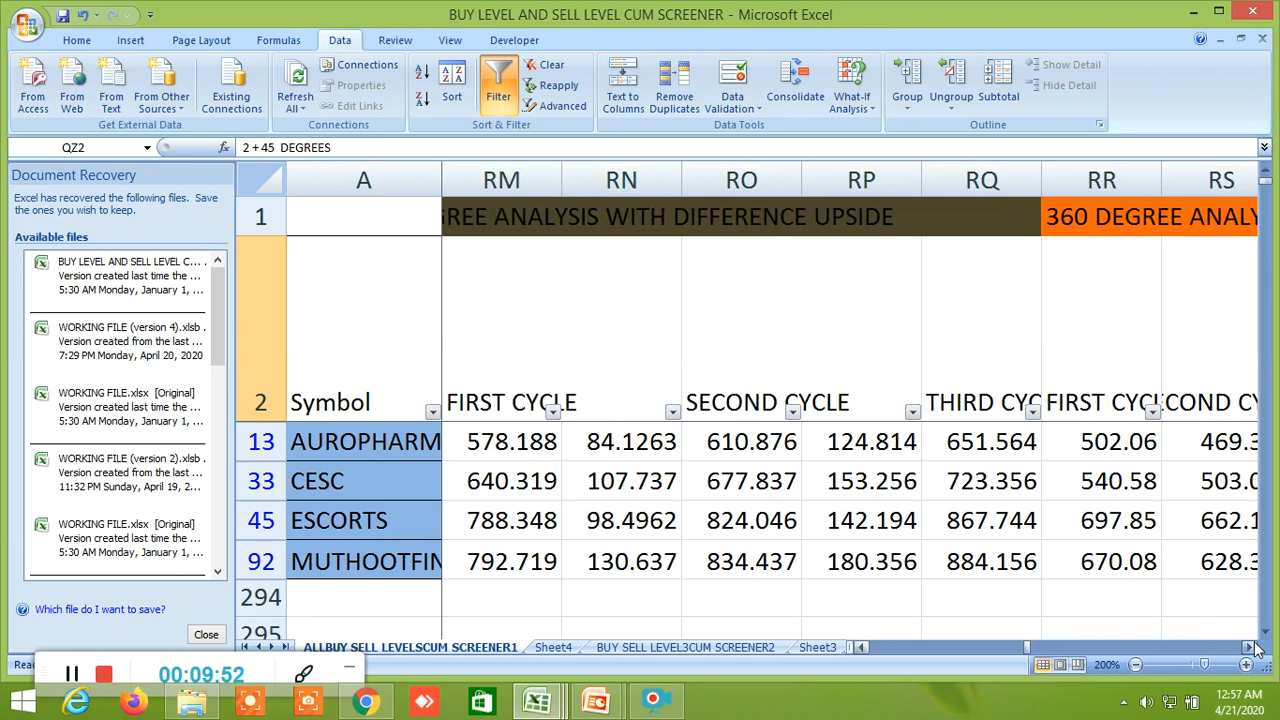 BUY LEVEL AND SELL LEVEL CUM SCREENER - Microsoft Excel
Home Insert Page Layout Formulas Data Review View Developer
From Access
From Web
From Text
From Other Sources
Existing Connections
Get External Data
Refresh All
Connections
Properties
Edit Links
Connections
Sort
Filter
Clear
Reapply
Advanced
Sort & Filter
Text to Columns
Remove Duplicates
Data Validation
Consolidate
What-If Analysis
Data Tools
Group
Ungroup
Subtotal
Show Detail
Hide Detail
Outline
QZ2 fx 2 + 45 DEGREES
Document Recovery
Excel has recovered the following files. Save
the ones you wish to keep.
Available files
BUY LEVEL AND SELL LEVEL C... .
Version created last time the ...
5:30 AM Monday, January 1, ...
WORKING FILE (version 4).xlsb .
Version created from the last ...
7:29 PM Monday, April 20, 2020
WORKING FILE.xlsx [Original]
Version created last time the ...
5:30 AM Monday, January 1, ...
WORKING FILE (version 2).xlsb .
Version created from the last ...
11:32 PM Sunday, April 19, 2...
WORKING FILE.xlsx [Original]
Version created last time the ...
5:30 AM Monday, January 1, ...
Which file do I want to save?
Close
A RM RN RO RP RQ RR RS
1 GREE ANALYSIS WITH DIFFERENCE UPSIDE 360 DEGREE ANALY
2 Symbol FIRST CYCLE SECOND CYCLE THIRD CYC FIRST CYCL ECOND CY
13 AUROPHARM 578.188 84.1263 610.876 124.814 651.564 502.06 469.3
33 CESC 640.319 107.737 677.837 153.256 723.356 540.58 503.0
45 ESCORTS 788.348 98.4962 824.046 142.194 867.744 697.85 662.1
92 MUTHOOTFIN 792.719 130.637 834.437 180.356 884.156 670.08 628.3
294
295
ALLBUY SELL LEVELSCUM SCREENER1 Sheet4 BUY SELL LEVEL3CUM SCREENER2 Sheet3
Rea
200%
00:09:52
12:57 AM
4/21/2020